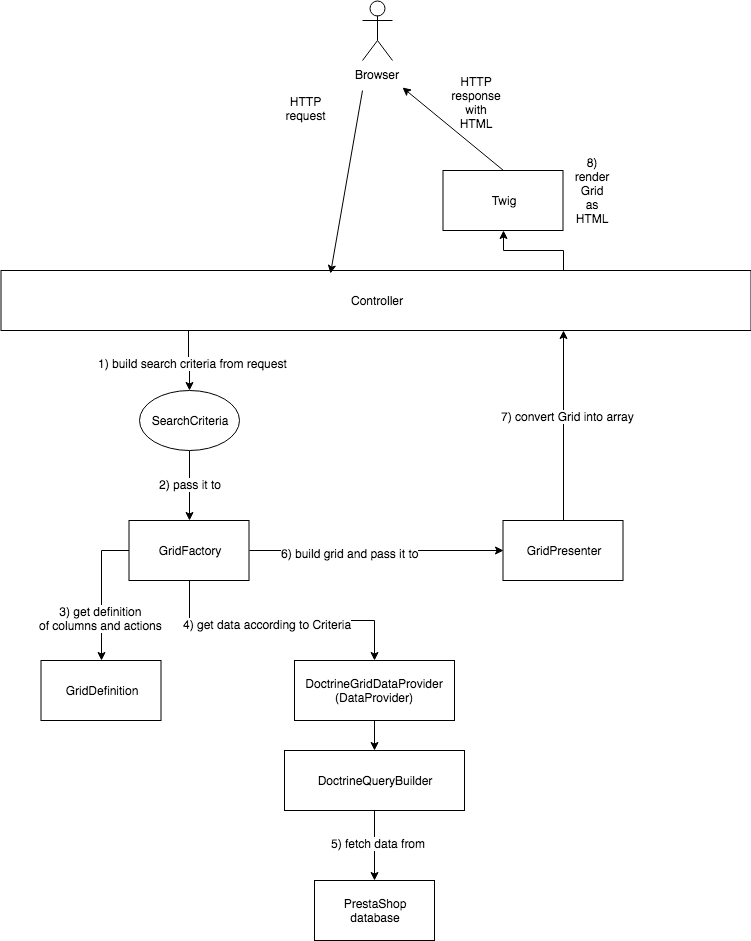 Browser
HTTP
request
HTTP
response
with
HTML
8)
render
Grid
as
HTML
Twig
Controller
1) build search criteria from request
SearchCriteria
7) convert Grid into array
2) pass it to
GridFactory
6) build grid and pass it to
GridPresenter
3) get definition
of columns and actions
4) get data according to Criteria
GridDefinition
DoctrineGridDataProvider
(DataProvider)
DoctrineQueryBuilder
5) fetch data from
PrestaShop
database